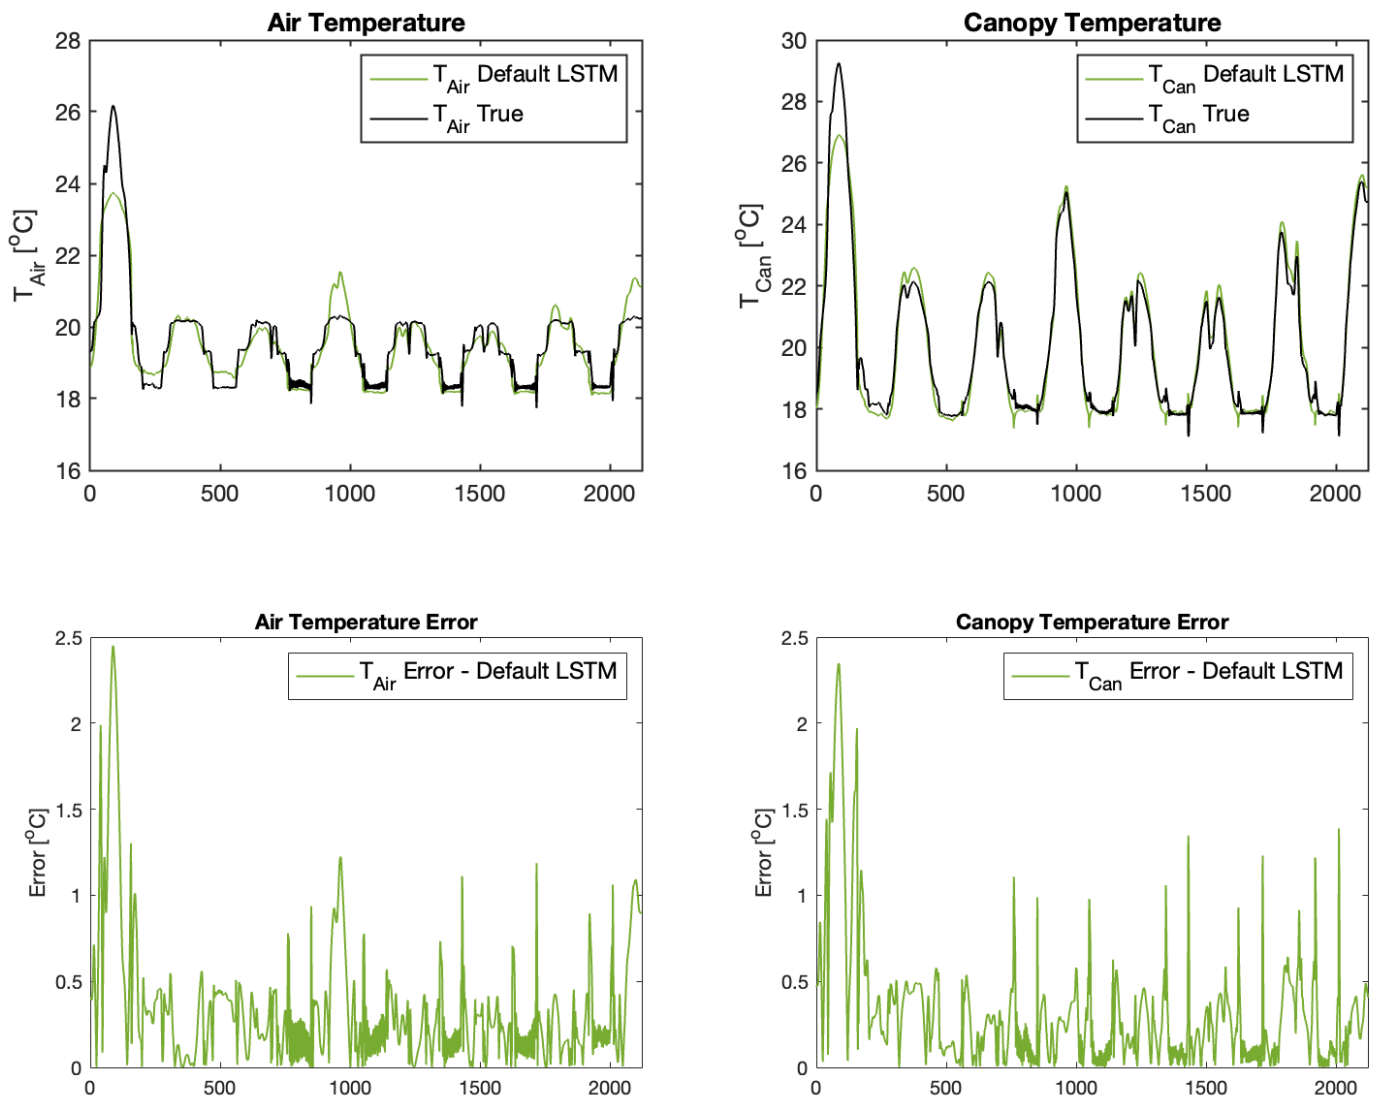 Air Temperature
28
26
24
22
20
18
16
T_Air [°C]
T_Air Default LSTM
T_Air True
0 500 1000 1500 2000
Canopy Temperature
30
28
26
24
22
20
18
16
T_Can [°C]
T_Can Default LSTM
T_Can True
0 500 1000 1500 2000
Air Temperature Error
2.5
2
1.5
1
0.5
0
Error [°C]
T_Air Error - Default LSTM
0 500 1000 1500 2000
Canopy Temperature Error
2.5
2
1.5
1
0.5
0
Error [°C]
T_Can Error - Default LSTM
0 500 1000 1500 2000